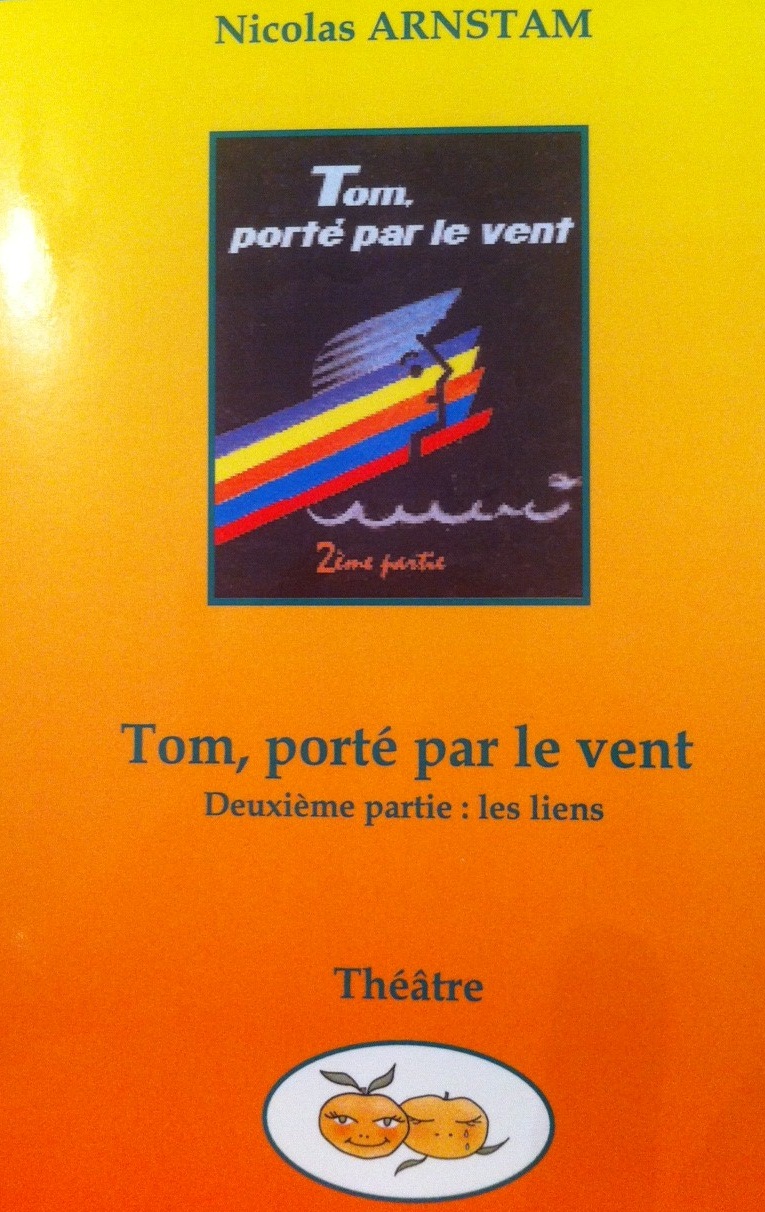 Nicolas ARNSTAM
Tom,
porté par le vent
2ème partie
Tom, porté par le vent
Deuxième partie : les liens
Théâtre